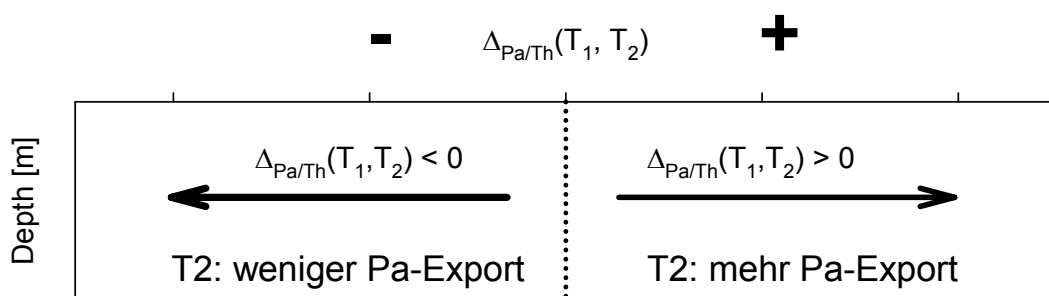 - Δ_Pa/Th(T_1, T_2) +
Depth [m]
Δ_Pa/Th(T_1,T_2) < 0 Δ_Pa/Th(T_1,T_2) > 0
T2: weniger Pa-Export T2: mehr Pa-Export